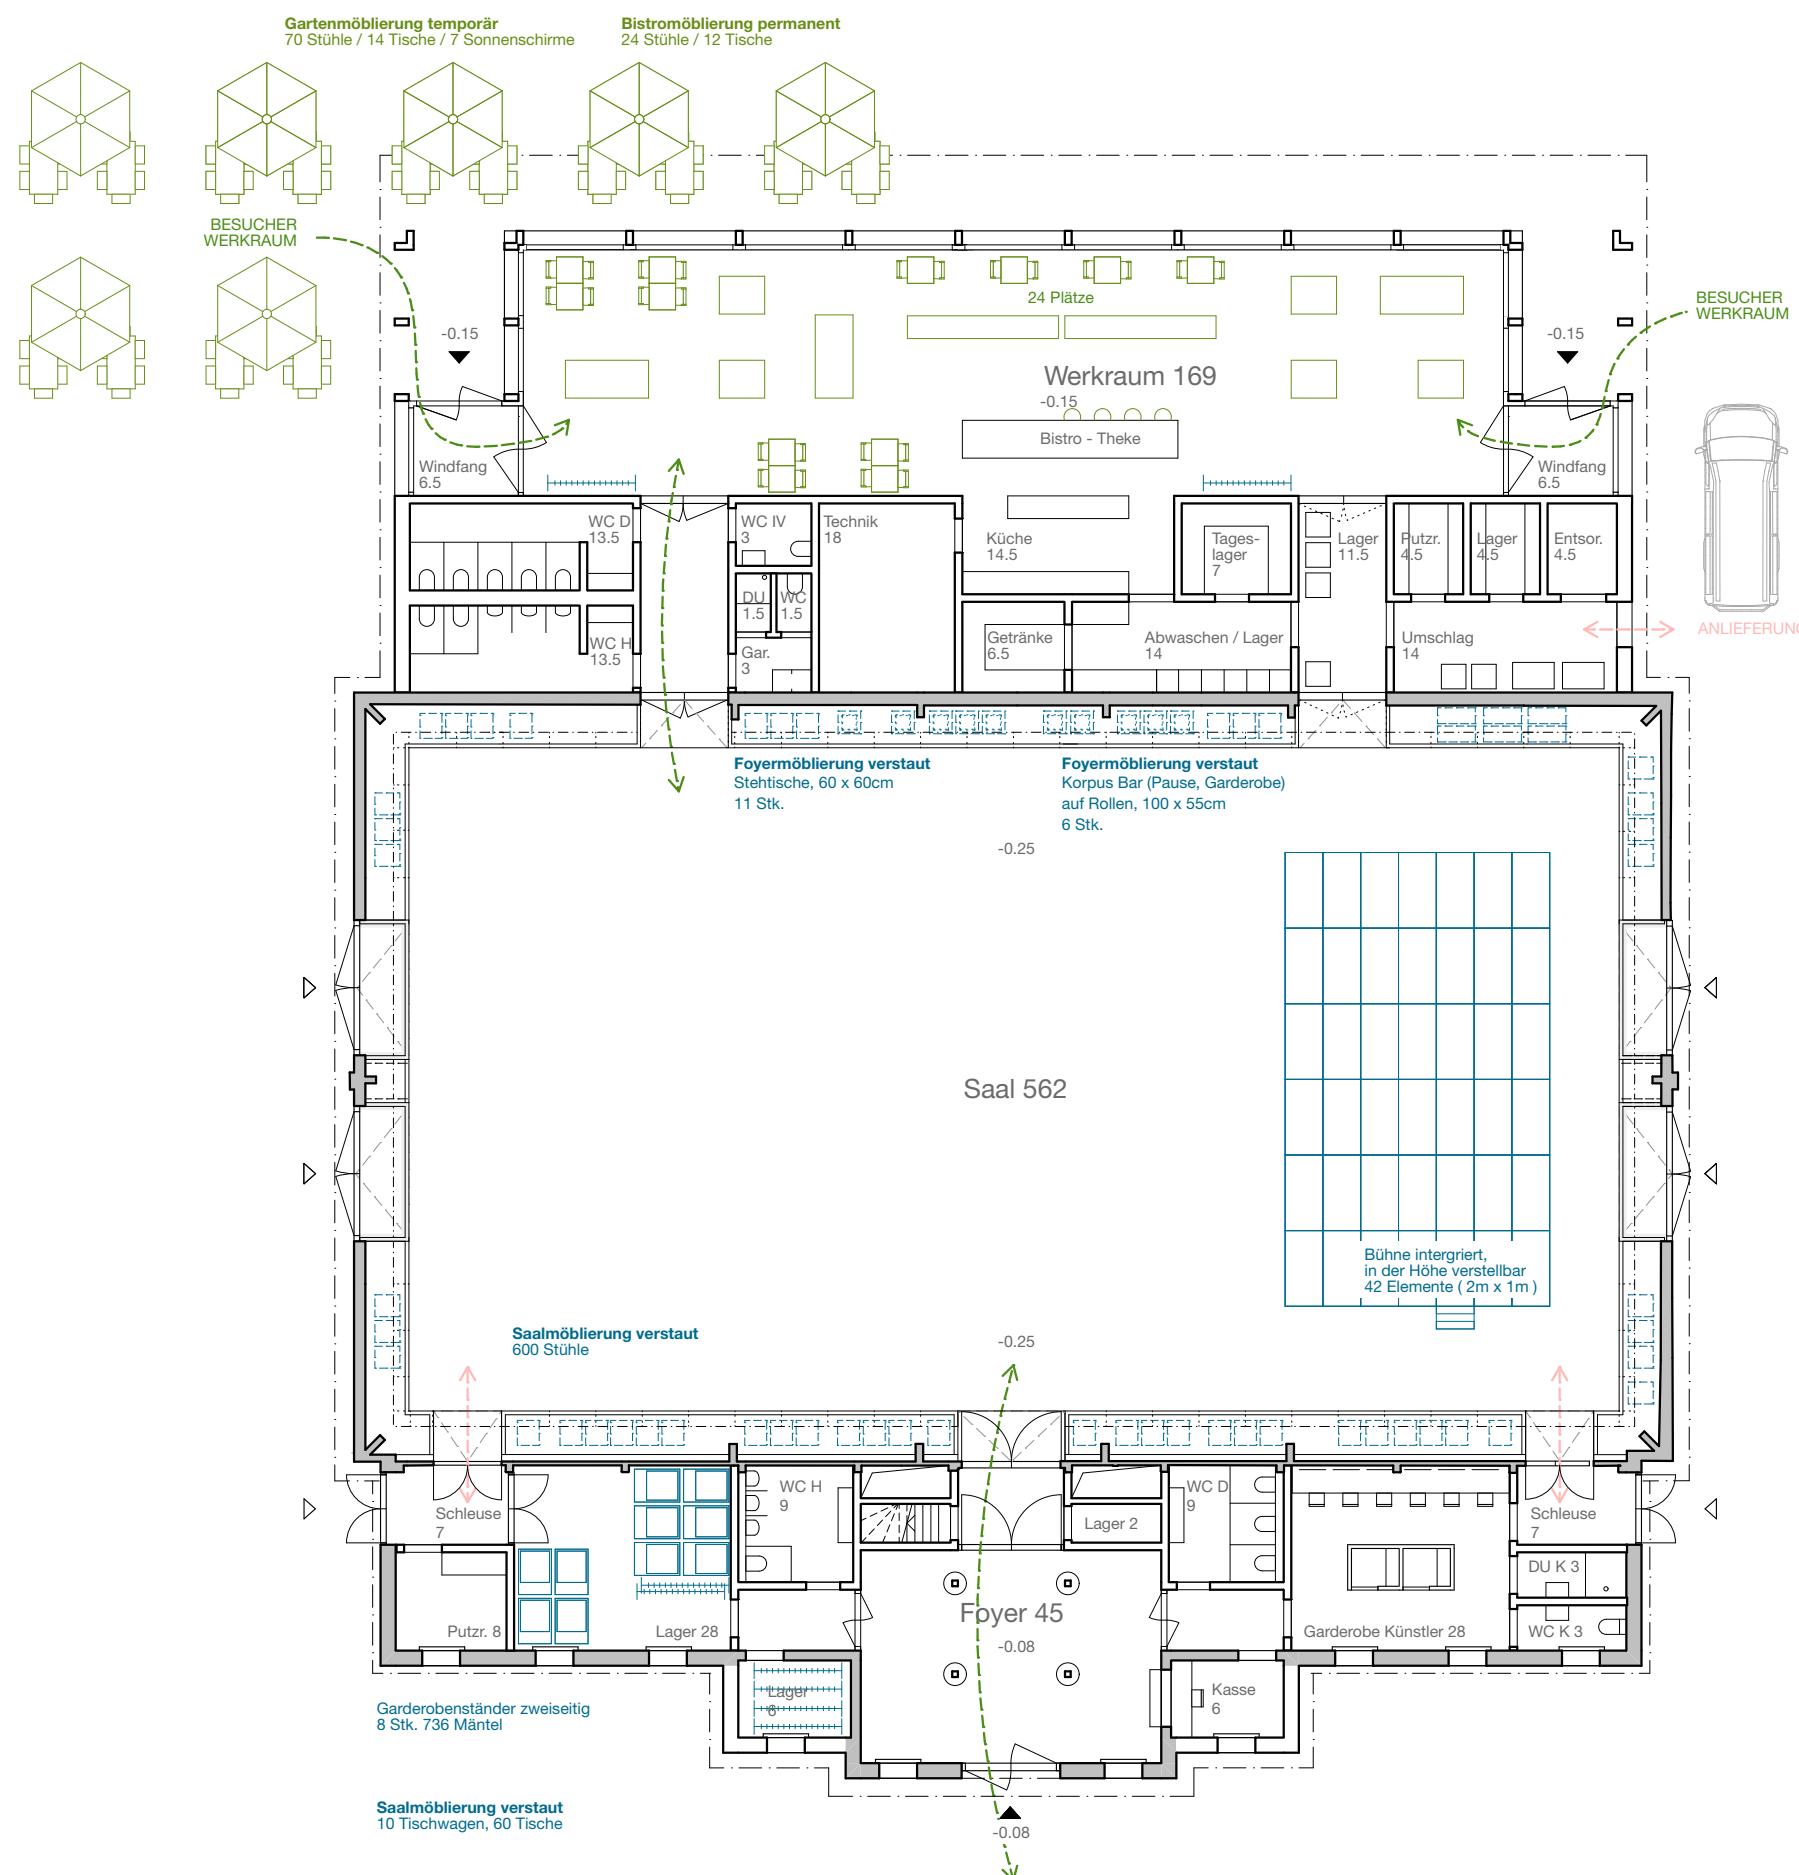 Gartenmöblierung temporär
70 Stühle / 14 Tische / 7 Sonnenschirme
Bistromöblierung permanent
24 Stühle / 12 Tische
BESUCHER
WERKRAUM
24 Plätze
BESUCHER
WERKRAUM
-0.15
-0.15
Werkraum 169
-0.15
Bistro - Theke
Windfang
6.5
Windfang
6.5
WC D
13.5
WC IV
3
Technik
18
Küche
14.5
Tages-
lager
7
Lager
11.5
Putzr.
4.5
Lager
4.5
Entsor.
4.5
DU
1.5
WC
1.5
WC H
13.5
Gar.
3
Getränke
6.5
Abwaschen / Lager
14
Umschlag
14
ANLIEFERUNG
Foyermöblierung verstaut
Stehtische, 60 x 60cm
11 Stk.
Foyermöblierung verstaut
Korpus Bar (Pause, Garderobe)
auf Rollen, 100 x 55cm
6 Stk.
-0.25
Saal 562
Bühne intergriert,
in der Höhe verstellbar
42 Elemente ( 2m x 1m )
Saalmöblierung verstaut
600 Stühle
-0.25
Schleuse
7
WC H
9
Lager 2
WC D
9
Schleuse
7
DU K 3
Putzr. 8
Lager 28
Foyer 45
-0.08
Garderobe Künstler 28
WC K 3
Lager
6
Kasse
6
Garderobenständer zweiseitig
8 Stk. 736 Mäntel
Saalmöblierung verstaut
10 Tischwagen, 60 Tische
-0.08